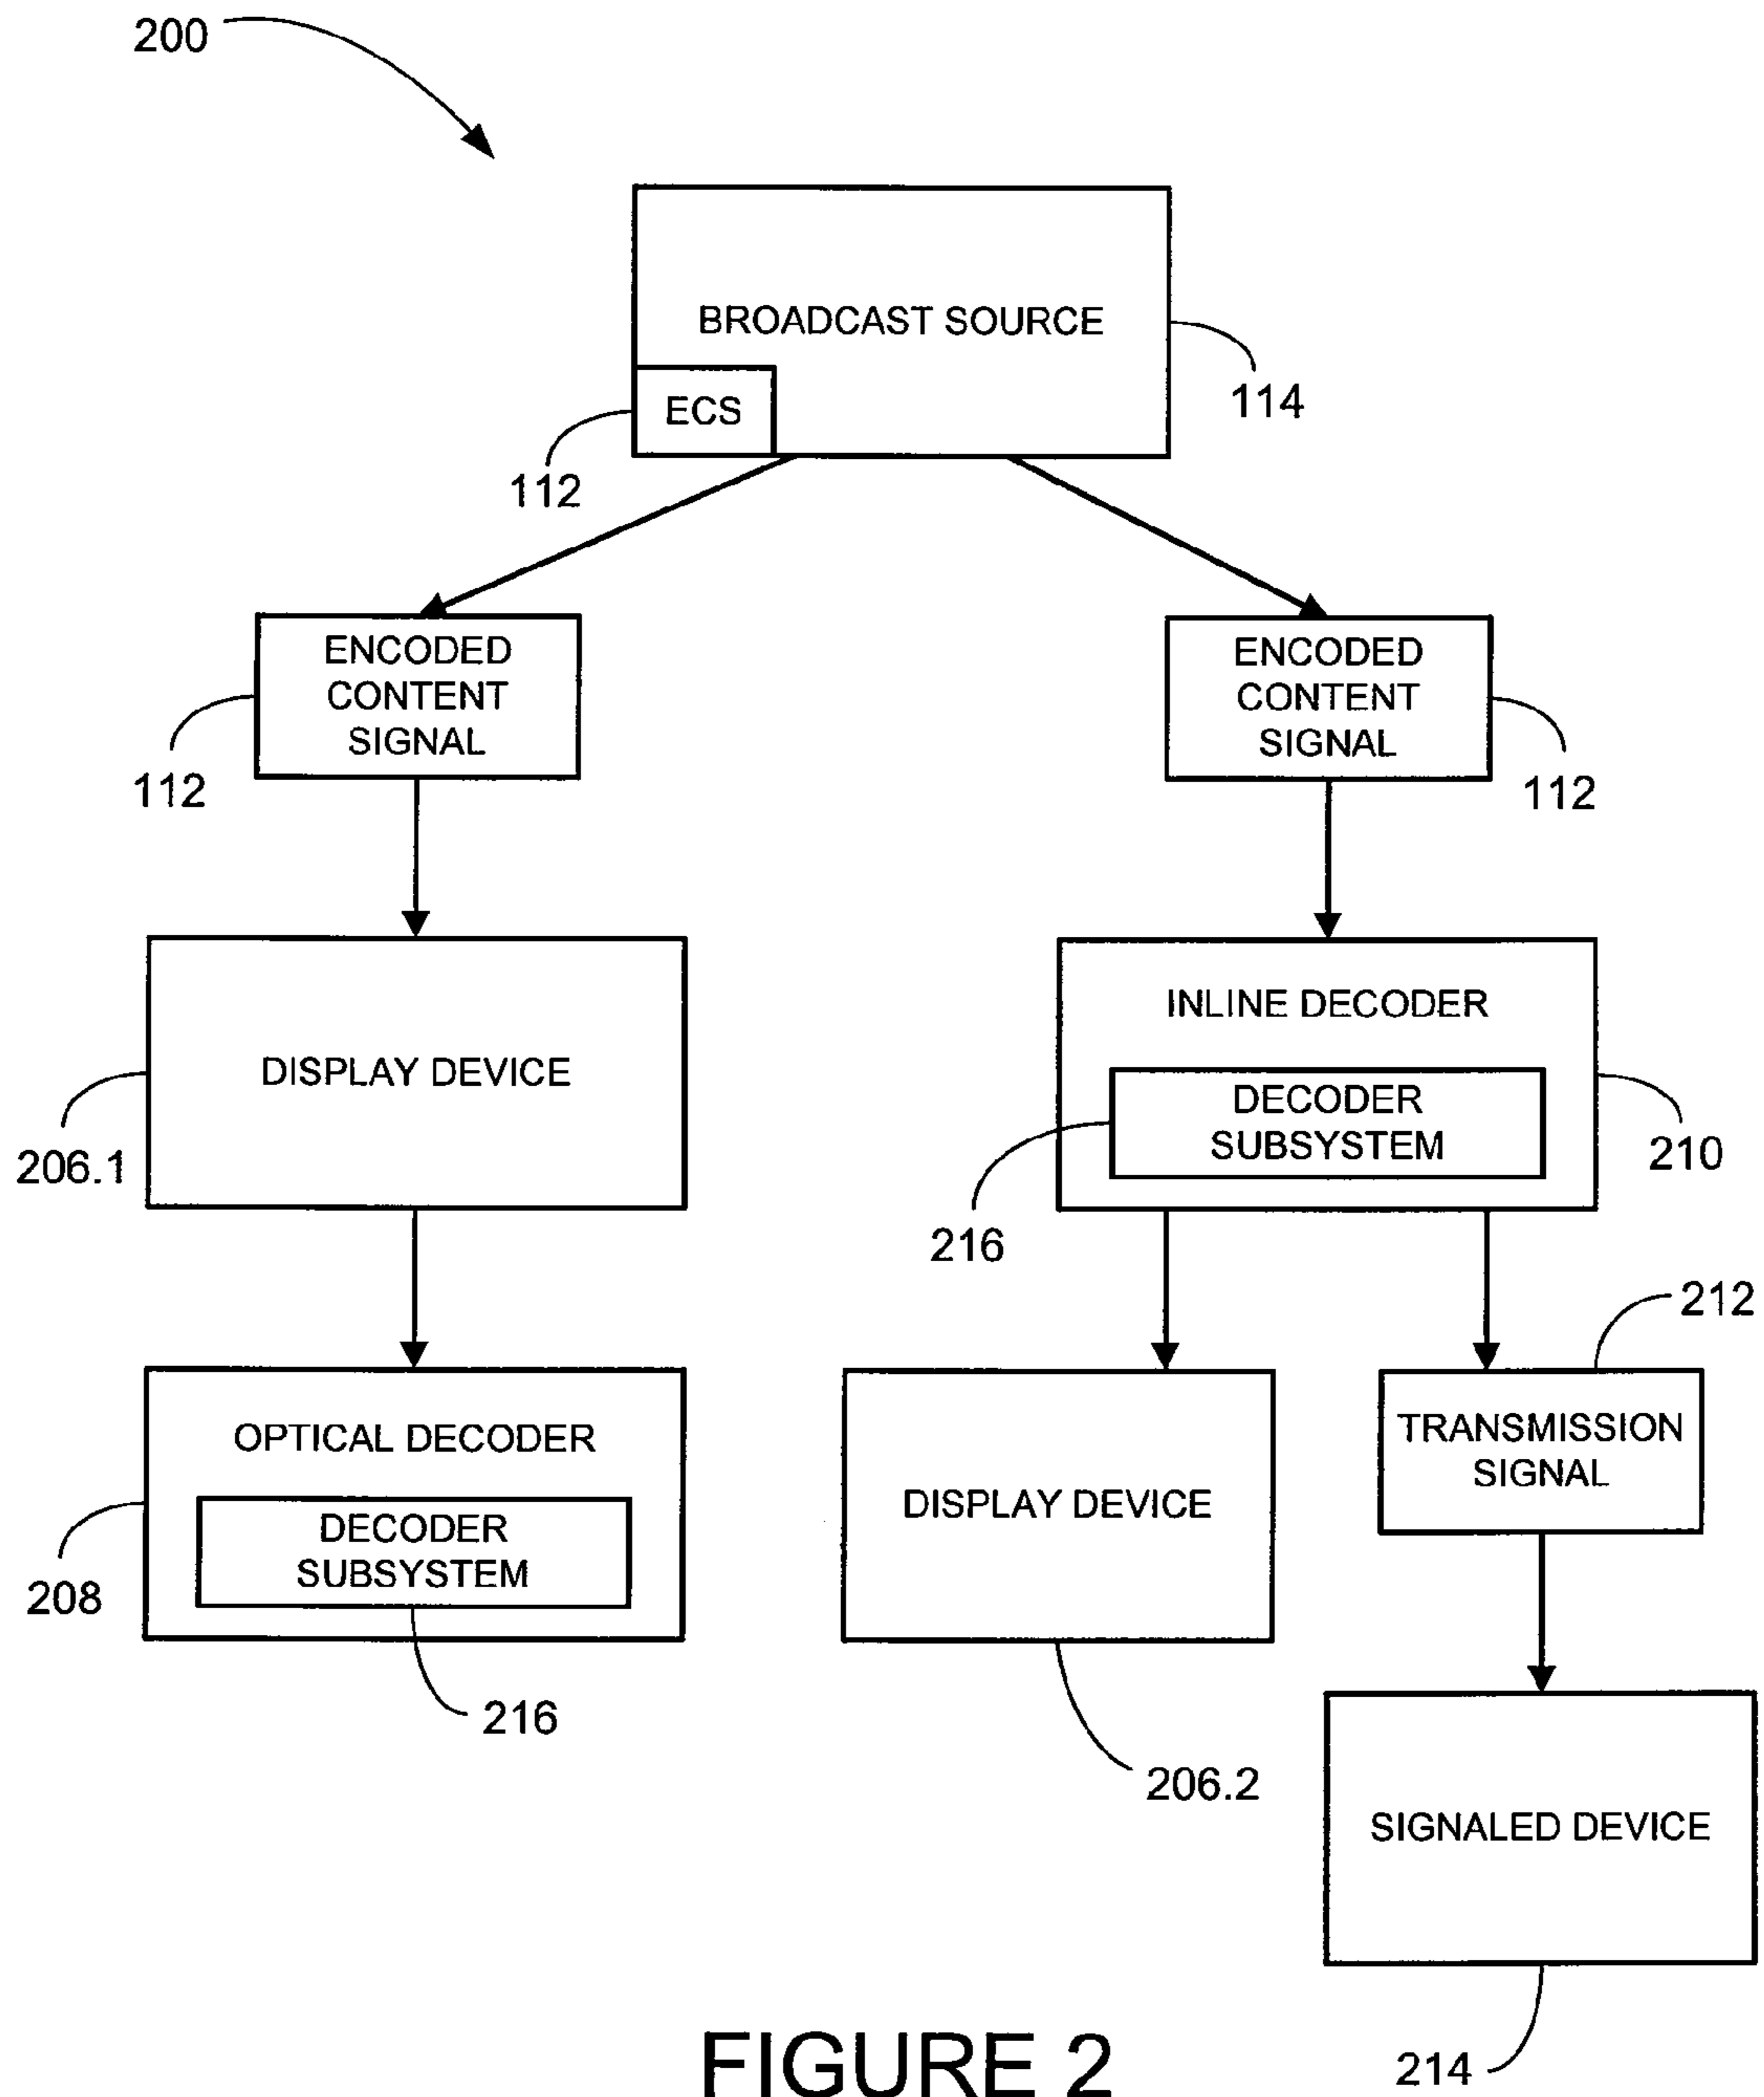 200
BROADCAST SOURCE
114
ECS
112
ENCODED
CONTENT
SIGNAL
112
ENCODED
CONTENT
SIGNAL
112
DISPLAY DEVICE
206.1
INLINE DECODER
DECODER
SUBSYSTEM
210
216
212
OPTICAL DECODER
DECODER
SUBSYSTEM
208
216
DISPLAY DEVICE
206.2
TRANSMISSION
SIGNAL
SIGNALED DEVICE
214
FIGURE 2